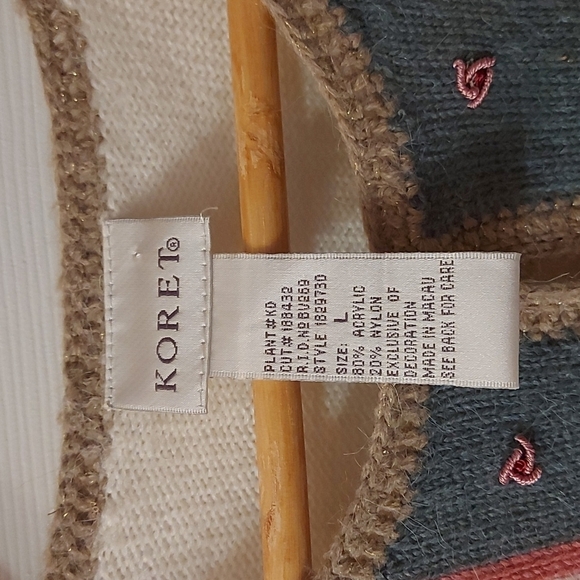 KORET®
PLANT#KO
CUT# 188432
R.I.D.№BV259
STYLE 1829730
SIZE: L
80% ACRYLIC
20% NYLON
EXCLUSIVE OF
DECORATION
MADE IN MACAU
SEE BACK FOR CARE